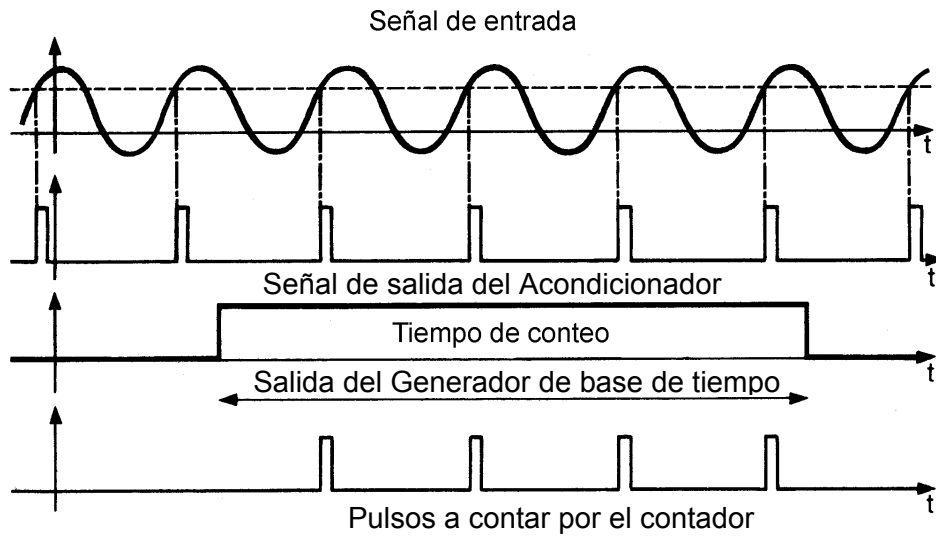 Señal de entrada
t
t
Señal de salida del Acondicionador
Tiempo de conteo
t
Salida del Generador de base de tiempo
t
Pulsos a contar por el contador